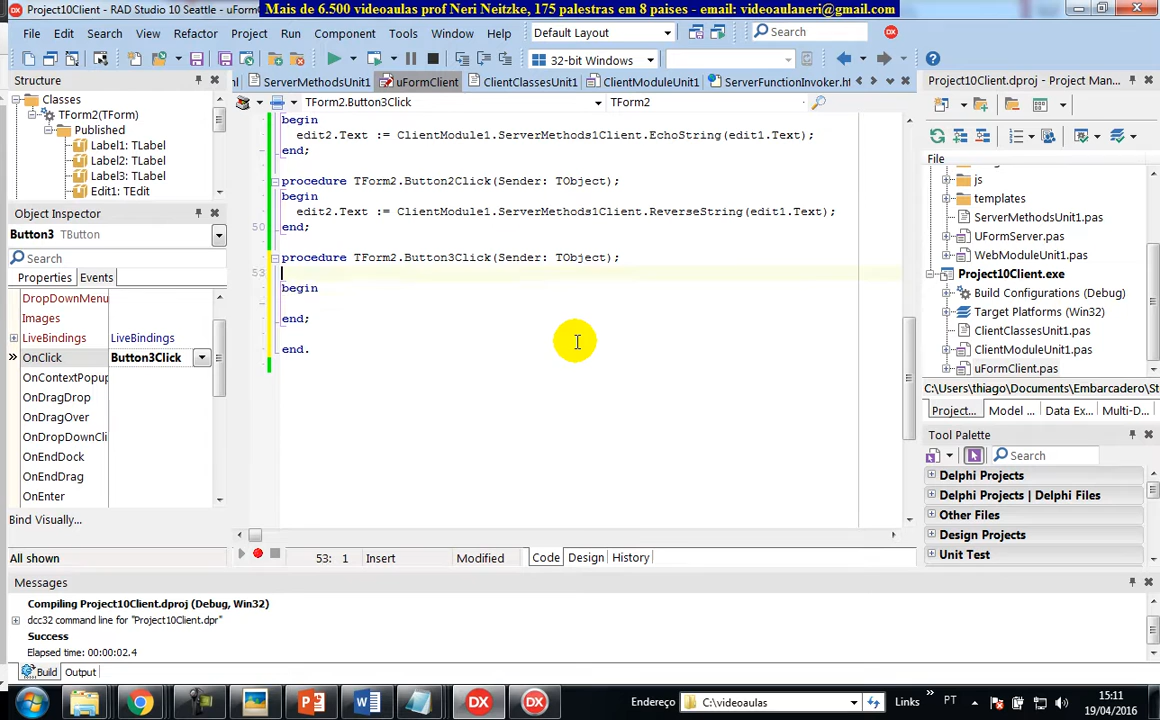 Project10Client - RAD Studio 10 Seattle - uForm
Mais de 6.500 videoaulas prof Neri Neitzke, 175 palestras em 8 paises - email: videoaulaneri@gmail.com
File Edit Search View Refactor Project Run Component Tools Window Help
Default Layout
Search
32-bit Windows
Structure
ServerMethodsUnit1 uFormClient ClientClassesUnit1 ClientModuleUnit1 ServerFunctionInvoker.ht
Project10Client.dproj - Project Man...
Classes
TForm2(TForm)
Published
Label1: TLabel
Label2: TLabel
Label3: TLabel
Edit1: TEdit
TForm2.Button3Click
TForm2
begin
edit2.Text := ClientModule1.ServerMethods1Client.EchoString(edit1.Text);
end;
procedure TForm2.Button2Click(Sender: TObject);
begin
edit2.Text := ClientModule1.ServerMethods1Client.ReverseString(edit1.Text);
50 end;
procedure TForm2.Button3Click(Sender: TObject);
53
begin
end;
end.
Object Inspector
Button3 TButton
Search
Properties Events
DropDownMenu
Images
LiveBindings LiveBindings
OnClick Button3Click
OnContextPopup
OnDragDrop
OnDragOver
OnDropDownCli
OnEndDock
OnEndDrag
OnEnter
Bind Visually...
All shown
53: 1 Insert Modified Code Design History
File
js
templates
ServerMethodsUnit1.pas
UFormServer.pas
WebModuleUnit1.pas
Project10Client.exe
Build Configurations (Debug)
Target Platforms (Win32)
ClientClassesUnit1.pas
ClientModuleUnit1.pas
uFormClient.pas
C:\Users\thiago\Documents\Embarcadero\St
Project... Model ... Data Ex... Multi-D...
Tool Palette
Search
Delphi Projects
Delphi Projects | Delphi Files
Other Files
Design Projects
Unit Test
Messages
Compiling Project10Client.dproj (Debug, Win32)
dcc32 command line for "Project10Client.dpr"
Success
Elapsed time: 00:00:02.4
Build Output
Endereço C:\videoaulas Links PT
15:11
19/04/2016